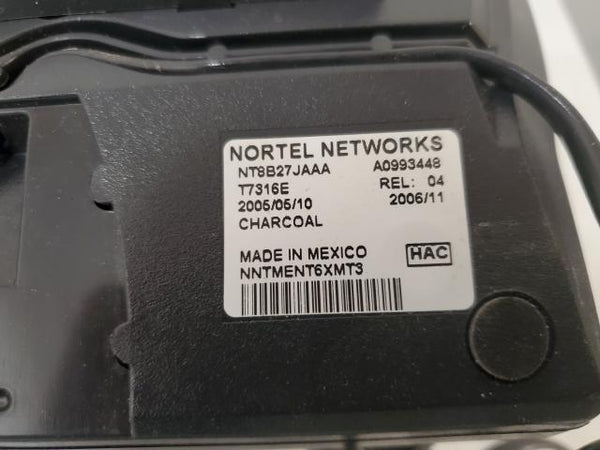 NORTEL NETWORKS
NT8B27JAAA A0993448
T7316E REL: 04
2005/05/10 2006/11
CHARCOAL
MADE IN MEXICO HAC
NNTMENT6XMT3